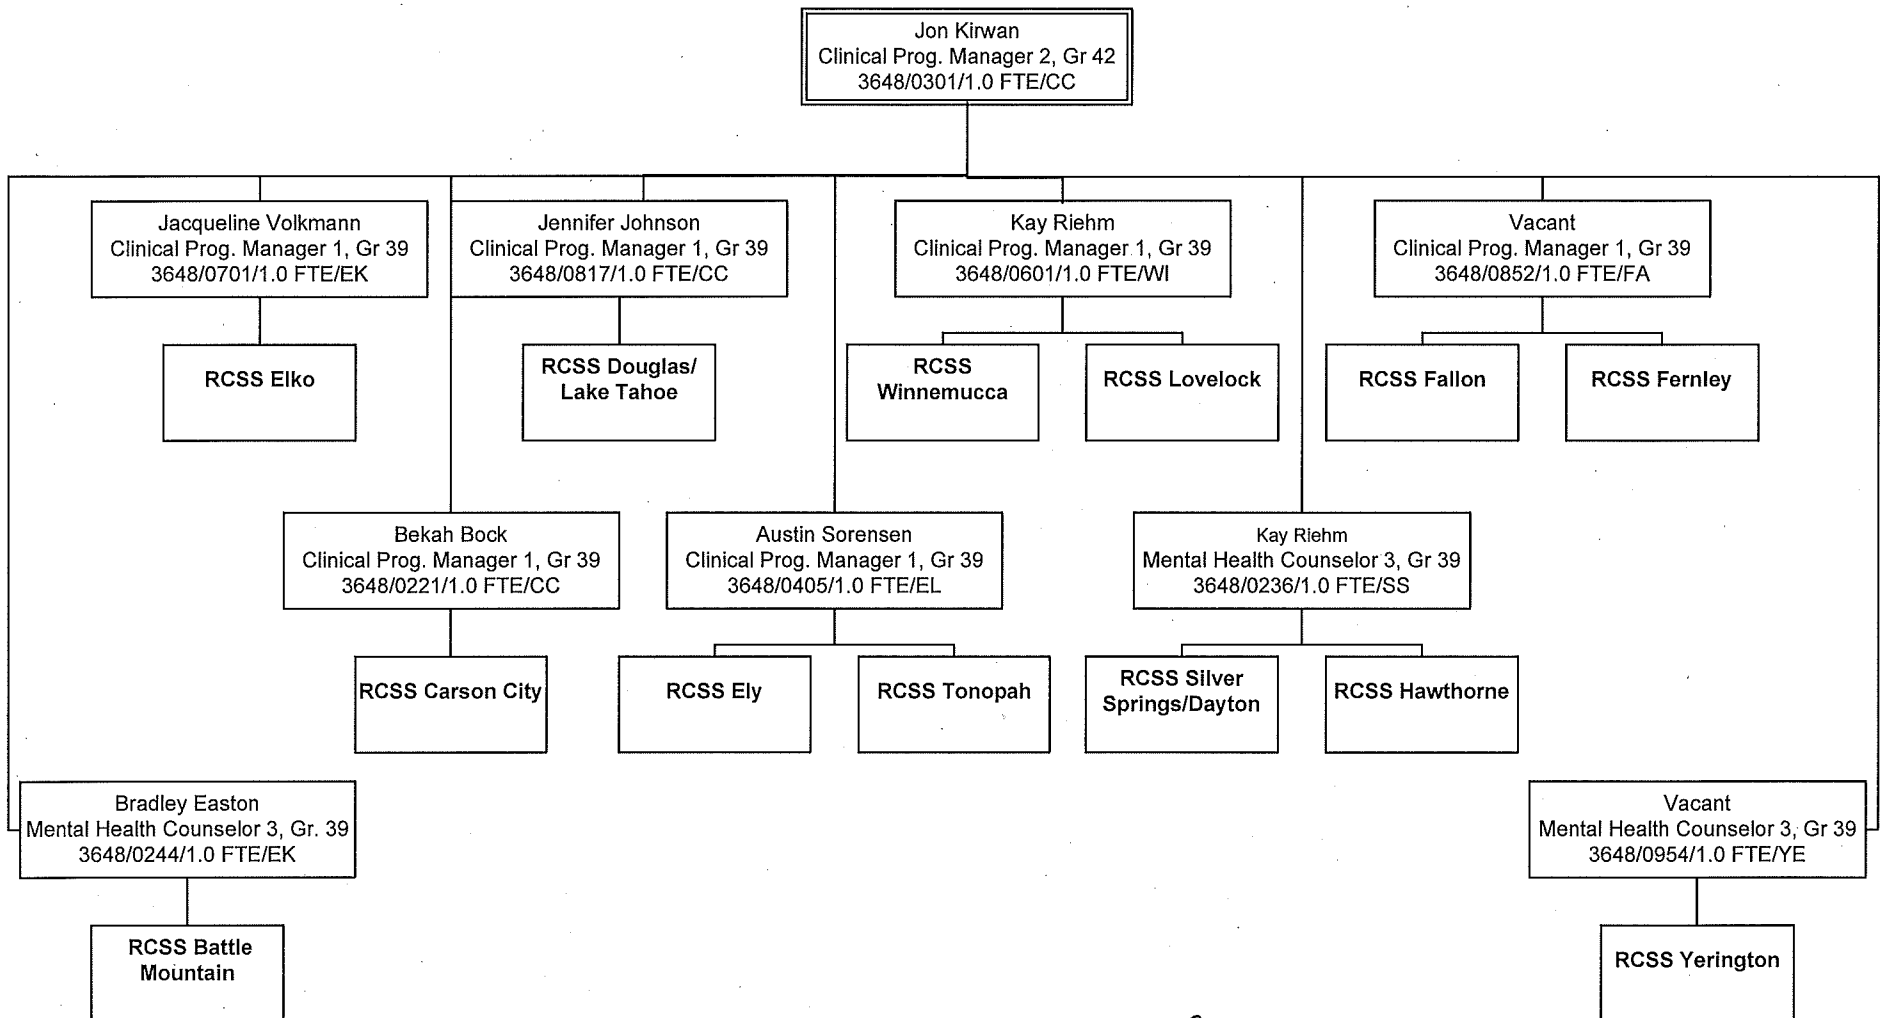 Jon Kirwan
Clinical Prog. Manager 2, Gr 42
3648/0301/1.0 FTE/CC
Jacqueline Volkmann
Clinical Prog. Manager 1, Gr 39
3648/0701/1.0 FTE/EK
Jennifer Johnson
Clinical Prog. Manager 1, Gr 39
3648/0817/1.0 FTE/CC
Kay Riehm
Clinical Prog. Manager 1, Gr 39
3648/0601/1.0 FTE/WI
Vacant
Clinical Prog. Manager 1, Gr 39
3648/0852/1.0 FTE/FA
RCSS Elko
RCSS Douglas/
Lake Tahoe
RCSS
Winnemucca
RCSS Lovelock
RCSS Fallon
RCSS Fernley
Bekah Bock
Clinical Prog. Manager 1, Gr 39
3648/0221/1.0 FTE/CC
Austin Sorensen
Clinical Prog. Manager 1, Gr 39
3648/0405/1.0 FTE/EL
Kay Riehm
Mental Health Counselor 3, Gr 39
3648/0236/1.0 FTE/SS
RCSS Carson City
RCSS Ely
RCSS Tonopah
RCSS Silver
Springs/Dayton
RCSS Hawthorne
Bradley Easton
Mental Health Counselor 3, Gr. 39
3648/0244/1.0 FTE/EK
Vacant
Mental Health Counselor 3, Gr 39
3648/0954/1.0 FTE/YE
RCSS Battle
Mountain
RCSS Yerington